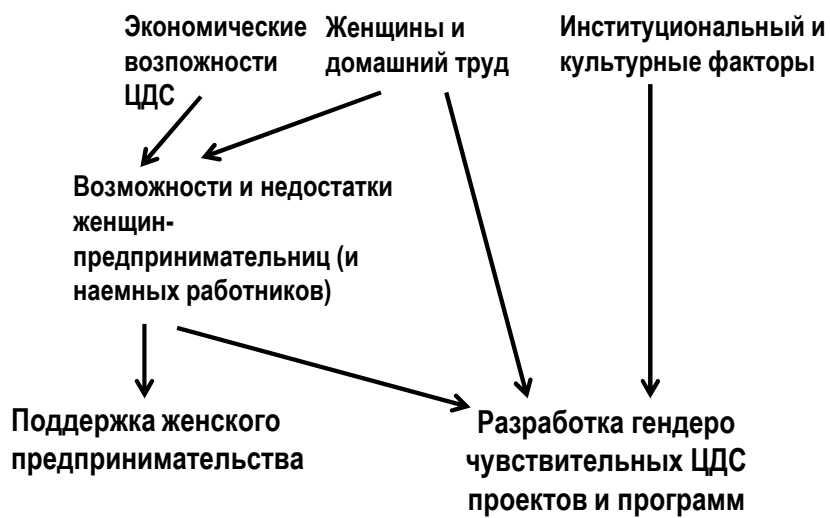 Экономические
возпожности
ЦДС
Женщины и
домашний труд
Институциональный и
культурные факторы
Возможности и недостатки
женщин-
предпринимательниц (и
наемных работников)
Поддержка женского
предпринимательства
Разработка гендеро
чувствительных ЦДС
проектов и программ